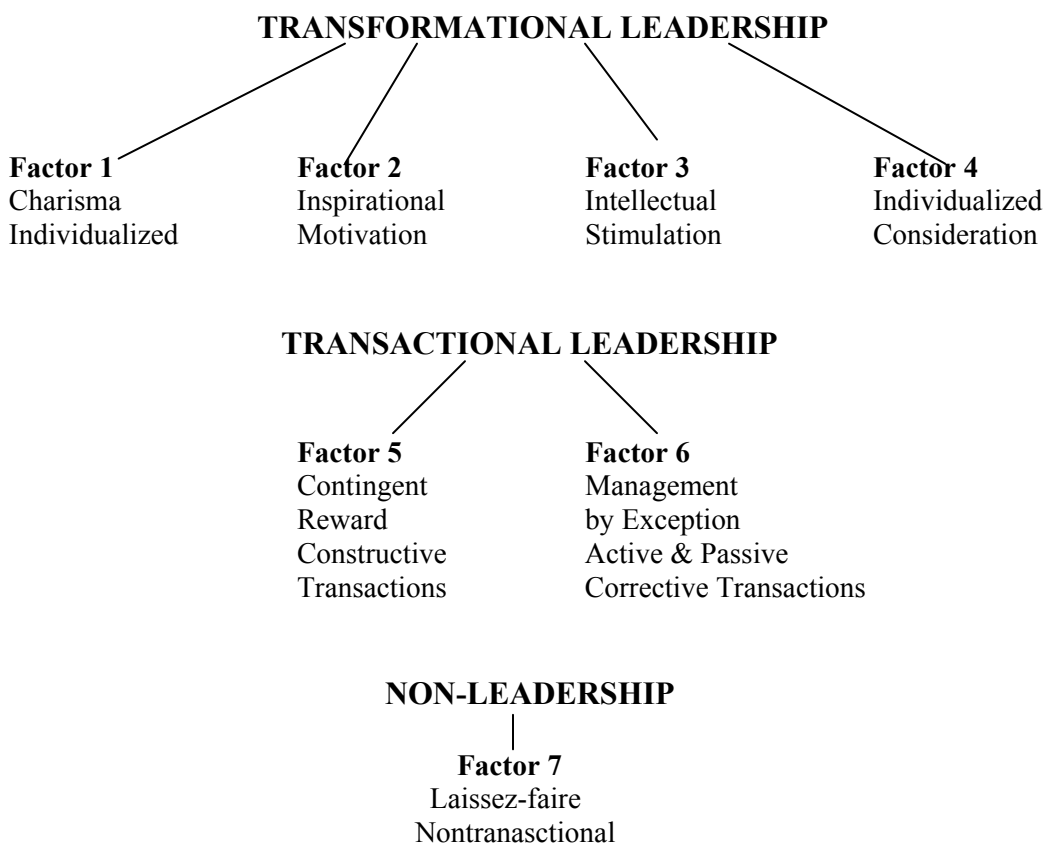 TRANSFORMATIONAL LEADERSHIP
Factor 1
Charisma
Individualized
Factor 2
Inspirational
Motivation
Factor 3
Intellectual
Stimulation
Factor 4
Individualized
Consideration
TRANSACTIONAL LEADERSHIP
Factor 5
Contingent
Reward
Constructive
Transactions
Factor 6
Management
by Exception
Active & Passive
Corrective Transactions
NON-LEADERSHIP
Factor 7
Laissez-faire
Nontranasctional